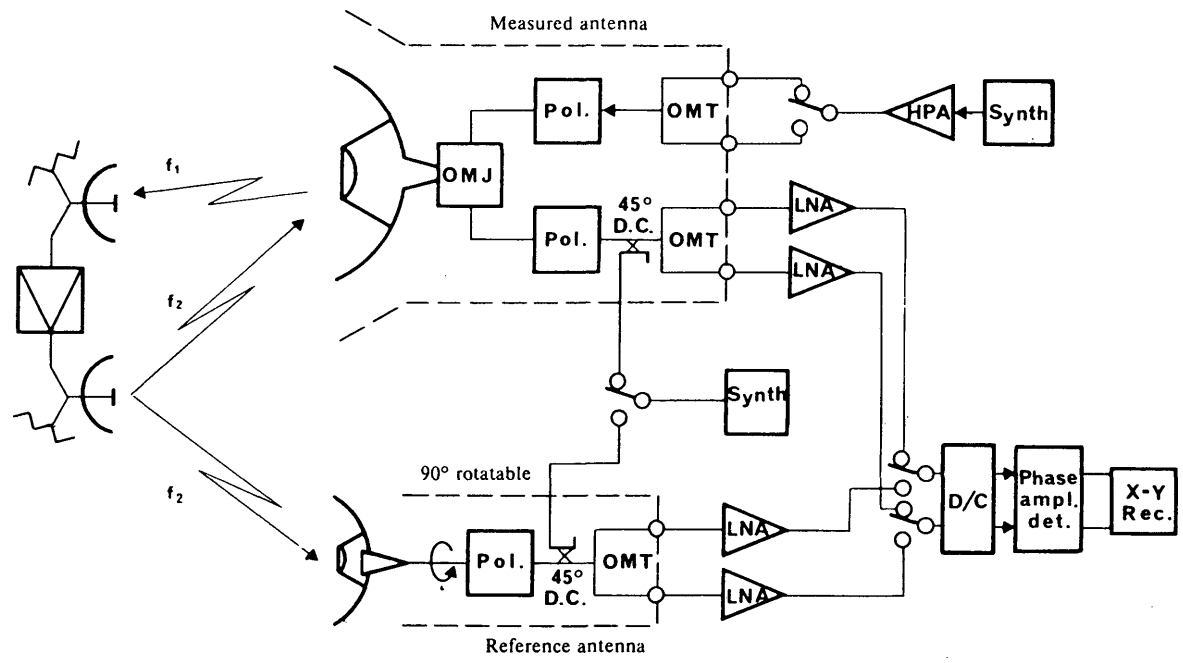 Measured antenna
Pol.
OMT
HPA
Synth
f₁
OMJ
45°
D.C.
LNA
Pol.
OMT
LNA
f₂
Synth
90° rotatable
f₂
LNA
D/C
Phase
ampl.
det.
X-Y
Rec.
Pol.
45°
D.C.
OMT
LNA
Reference antenna